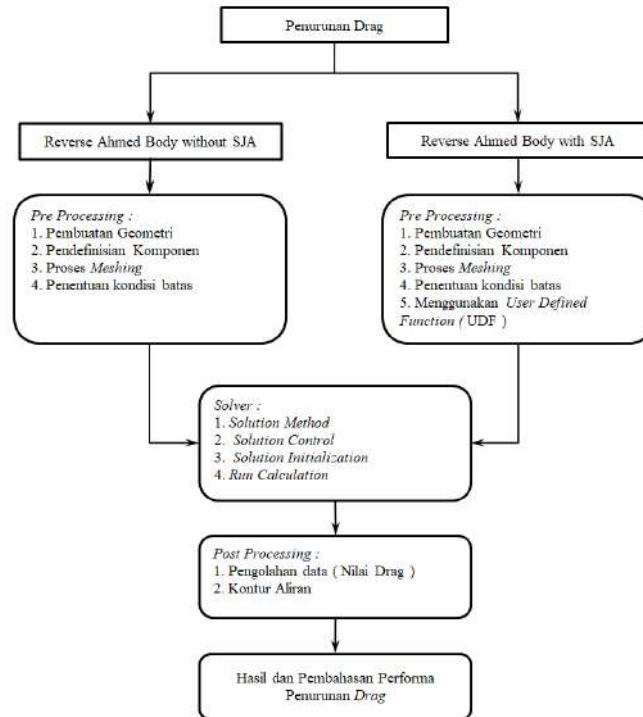 Penurunan Drag
Reverse Ahmed Body without SJA
Reverse Ahmed Body with SJA
Pre Processing :
1. Pembuatan Geometri
2. Pendefinisian Komponen
3. Proses Meshing
4. Penentuan kondisi batas
Pre Processing :
1. Pembuatan Geometri
2. Pendefinisian Komponen
3. Proses Meshing
4. Penentuan kondisi batas
5. Menggunakan User Defined
Function ( UDF )
Solver :
1. Solution Method
2. Solution Control
3. Solution Initialization
4. Run Calculation
Post Processing :
1. Pengolahan data ( Nilai Drag )
2. Kontur Aliran
Hasil dan Pembahasan Performa
Penurunan Drag